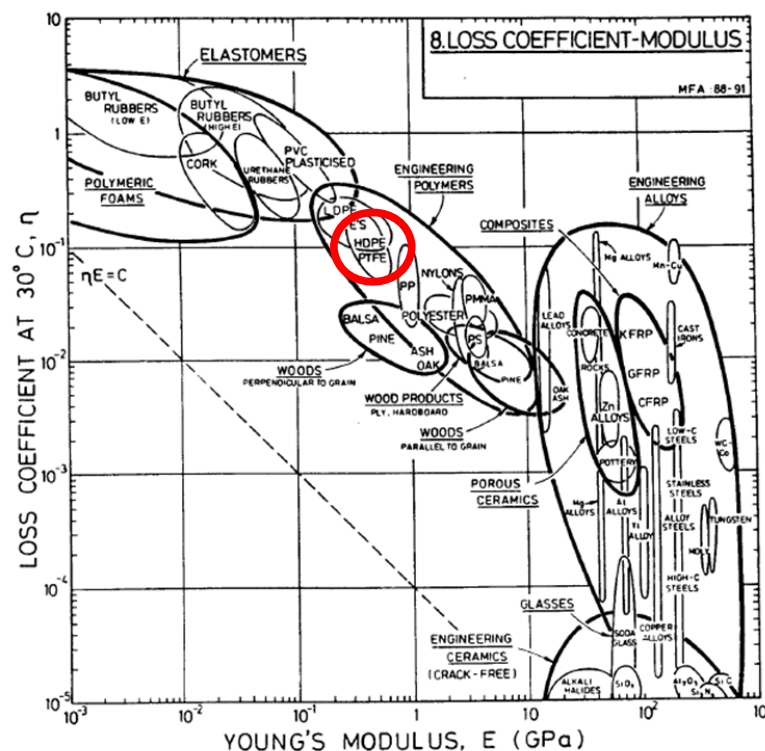 8. LOSS COEFFICIENT-MODULUS
MFA : 88-91
LOSS COEFFICIENT AT 30°C, η
10
1
10⁻¹
10⁻²
10⁻³
10⁻⁴
10⁻⁵
ELASTOMERS
BUTYL
RUBBERS
(LOW E)
BUTYL
RUBBERS
(HIGH E)
PVC
PLASTICISED
CORK
URETHANE
RUBBERS
POLYMERIC
FOAMS
ENGINEERING
POLYMERS
ENGINEERING
ALLOYS
COMPOSITES
LDPE
E'S
HDPE
PTFE
ηE=C
NYLONS
PP
PMMA
POLYESTER
PS
BALSA
PINE
ASH
OAK
WOODS
PERPENDICULAR TO GRAIN
BALSA
PINE
OAK
ASH
WOOD PRODUCTS
PLY, HARDBOARD
WOODS
PARALLEL TO GRAIN
Mg ALLOYS
Mn-Cu
LEAD
ALLOYS
CONCRETE
ROCKS
KFRP
GFRP
CFRP
CAST
IRONS
Zn
ALLOYS
LOW-C
STEELS
WC-
Co
POTTERY
POROUS
CERAMICS
Mg
ALLOYS
Al
ALLOYS
Ti
ALLOY
STAINLESS
STEELS
ALLOY
STEELS
TUNGSTEN
MOLY
HIGH-C
STEELS
GLASSES
SODA
GLASS
COPPER
ALLOYS
ENGINEERING
CERAMICS
(CRACK-FREE)
ALKALI
HALIDES
SiO₂
Al₂O₃
SiC
Si₃N₄
10⁻³
10⁻²
10⁻¹
1
10
10²
10³
YOUNG'S MODULUS, E (GPa)